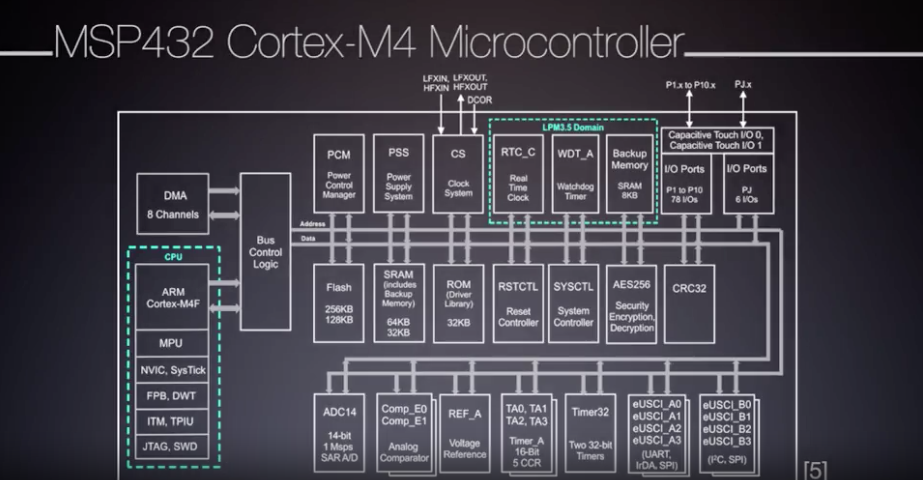 MSP432 Cortex-M4 Microcontroller
LFXIN,
HFXIN
LFXOUT,
HFXOUT
DCOR
P1.x to P10.x
PJ.x
LPM3.5 Domain
Capacitive Touch I/O 0,
Capacitive Touch I/O 1
PCM
Power
Control
Manager
PSS
Power
Supply
System
CS
Clock
System
RTC_C
Real
Time
Clock
WDT_A
Watchdog
Timer
Backup
Memory
SRAM
8KB
I/O Ports
P1 to P10
78 I/Os
I/O Ports
PJ
6 I/Os
DMA
8 Channels
Bus
Control
Logic
Address
Data
CPU
ARM
Cortex-M4F
MPU
NVIC, SysTick
FPB, DWT
ITM, TPIU
JTAG, SWD
Flash
256KB
128KB
SRAM
(includes
Backup
Memory)
64KB
32KB
ROM
(Driver
Library)
32KB
RSTCTL
Reset
Controller
SYSCTL
System
Controller
AES256
Security
Encryption,
Decryption
CRC32
ADC14
14-bit
1 Msps
SAR A/D
Comp_E0
Comp_E1
Analog
Comparator
REF_A
Voltage
Reference
TA0, TA1
TA2, TA3
Timer_A
16-Bit
5 CCR
Timer32
Two 32-bit
Timers
eUSCI_A0
eUSCI_A1
eUSCI_A2
eUSCI_A3
(UART,
IrDA, SPI)
eUSCI_B0
eUSCI_B1
eUSCI_B2
eUSCI_B3
(I²C, SPI)
[5]